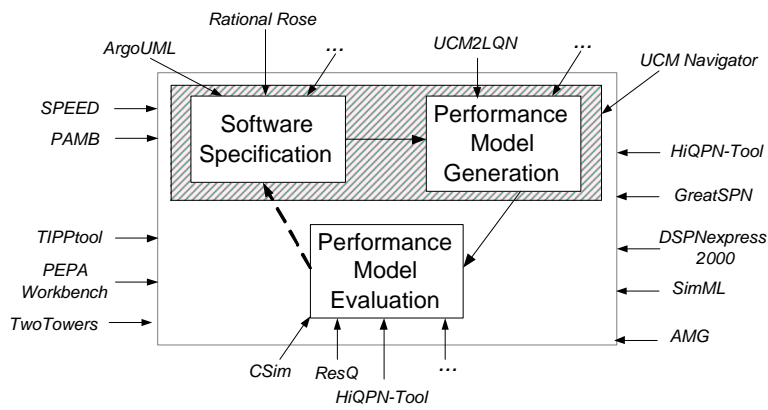 Rational Rose
ArgoUML
...
UCM2LQN
...
UCM Navigator
SPEED
PAMB
Software
Specification
Performance
Model
Generation
HiQPN-Tool
GreatSPN
TIPPtool
PEPA
Workbench
TwoTowers
Performance
Model
Evaluation
DSPNexpress
2000
SimML
AMG
CSim
ResQ
HiQPN-Tool
...